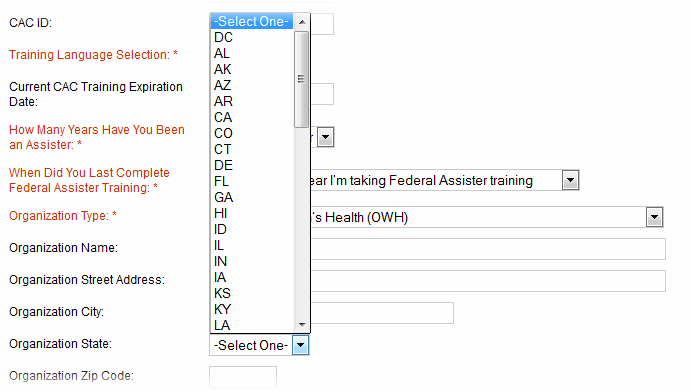 CAC ID:
-Select One-
DC
AL
AK
AZ
AR
CA
CO
CT
DE
FL
GA
HI
ID
IL
IN
IA
KS
KY
LA
Training Language Selection: *
Current CAC Training Expiration
Date:
How Many Years Have You Been
an Assister: *
When Did You Last Complete
Federal Assister Training: *
I'm taking Federal Assister training
Organization Type: *
Health (OWH)
Organization Name:
Organization Street Address:
Organization City:
Organization State:
-Select One-
Organization Zip Code: